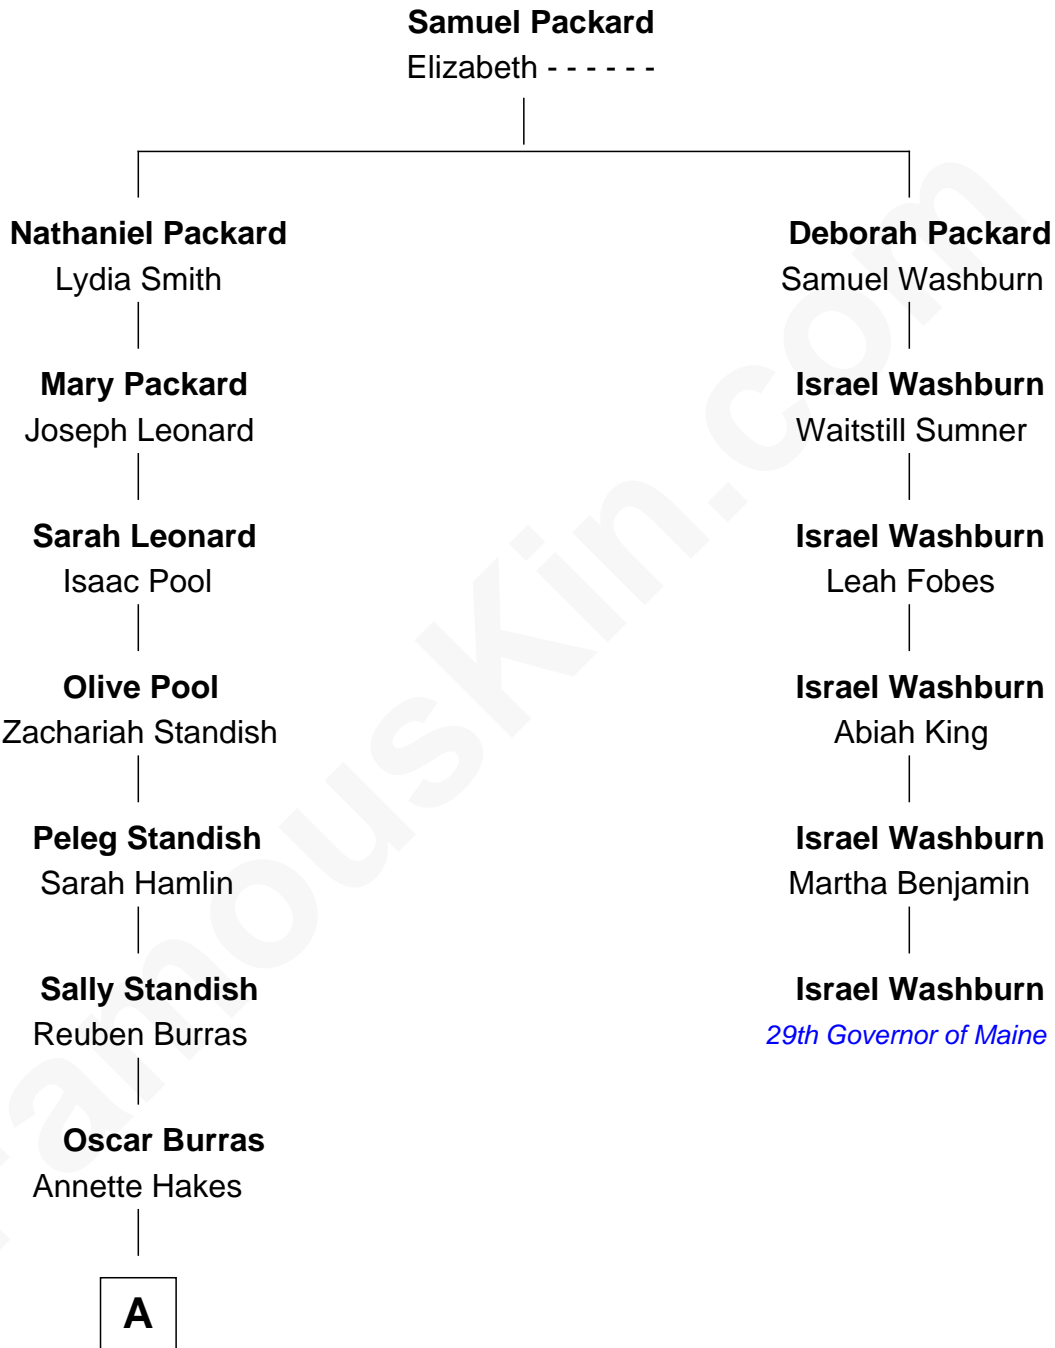 Samuel Packard
Elizabeth - - - - - -
Nathaniel Packard
Lydia Smith
Deborah Packard
Samuel Washburn
Mary Packard
Joseph Leonard
Israel Washburn
Waitstill Sumner
Sarah Leonard
Isaac Pool
Israel Washburn
Leah Fobes
Olive Pool
Zachariah Standish
Israel Washburn
Abiah King
Peleg Standish
Sarah Hamlin
Israel Washburn
Martha Benjamin
Sally Standish
Reuben Burras
Israel Washburn
29th Governor of Maine
Oscar Burras
Annette Hakes
A
FamousKin.com